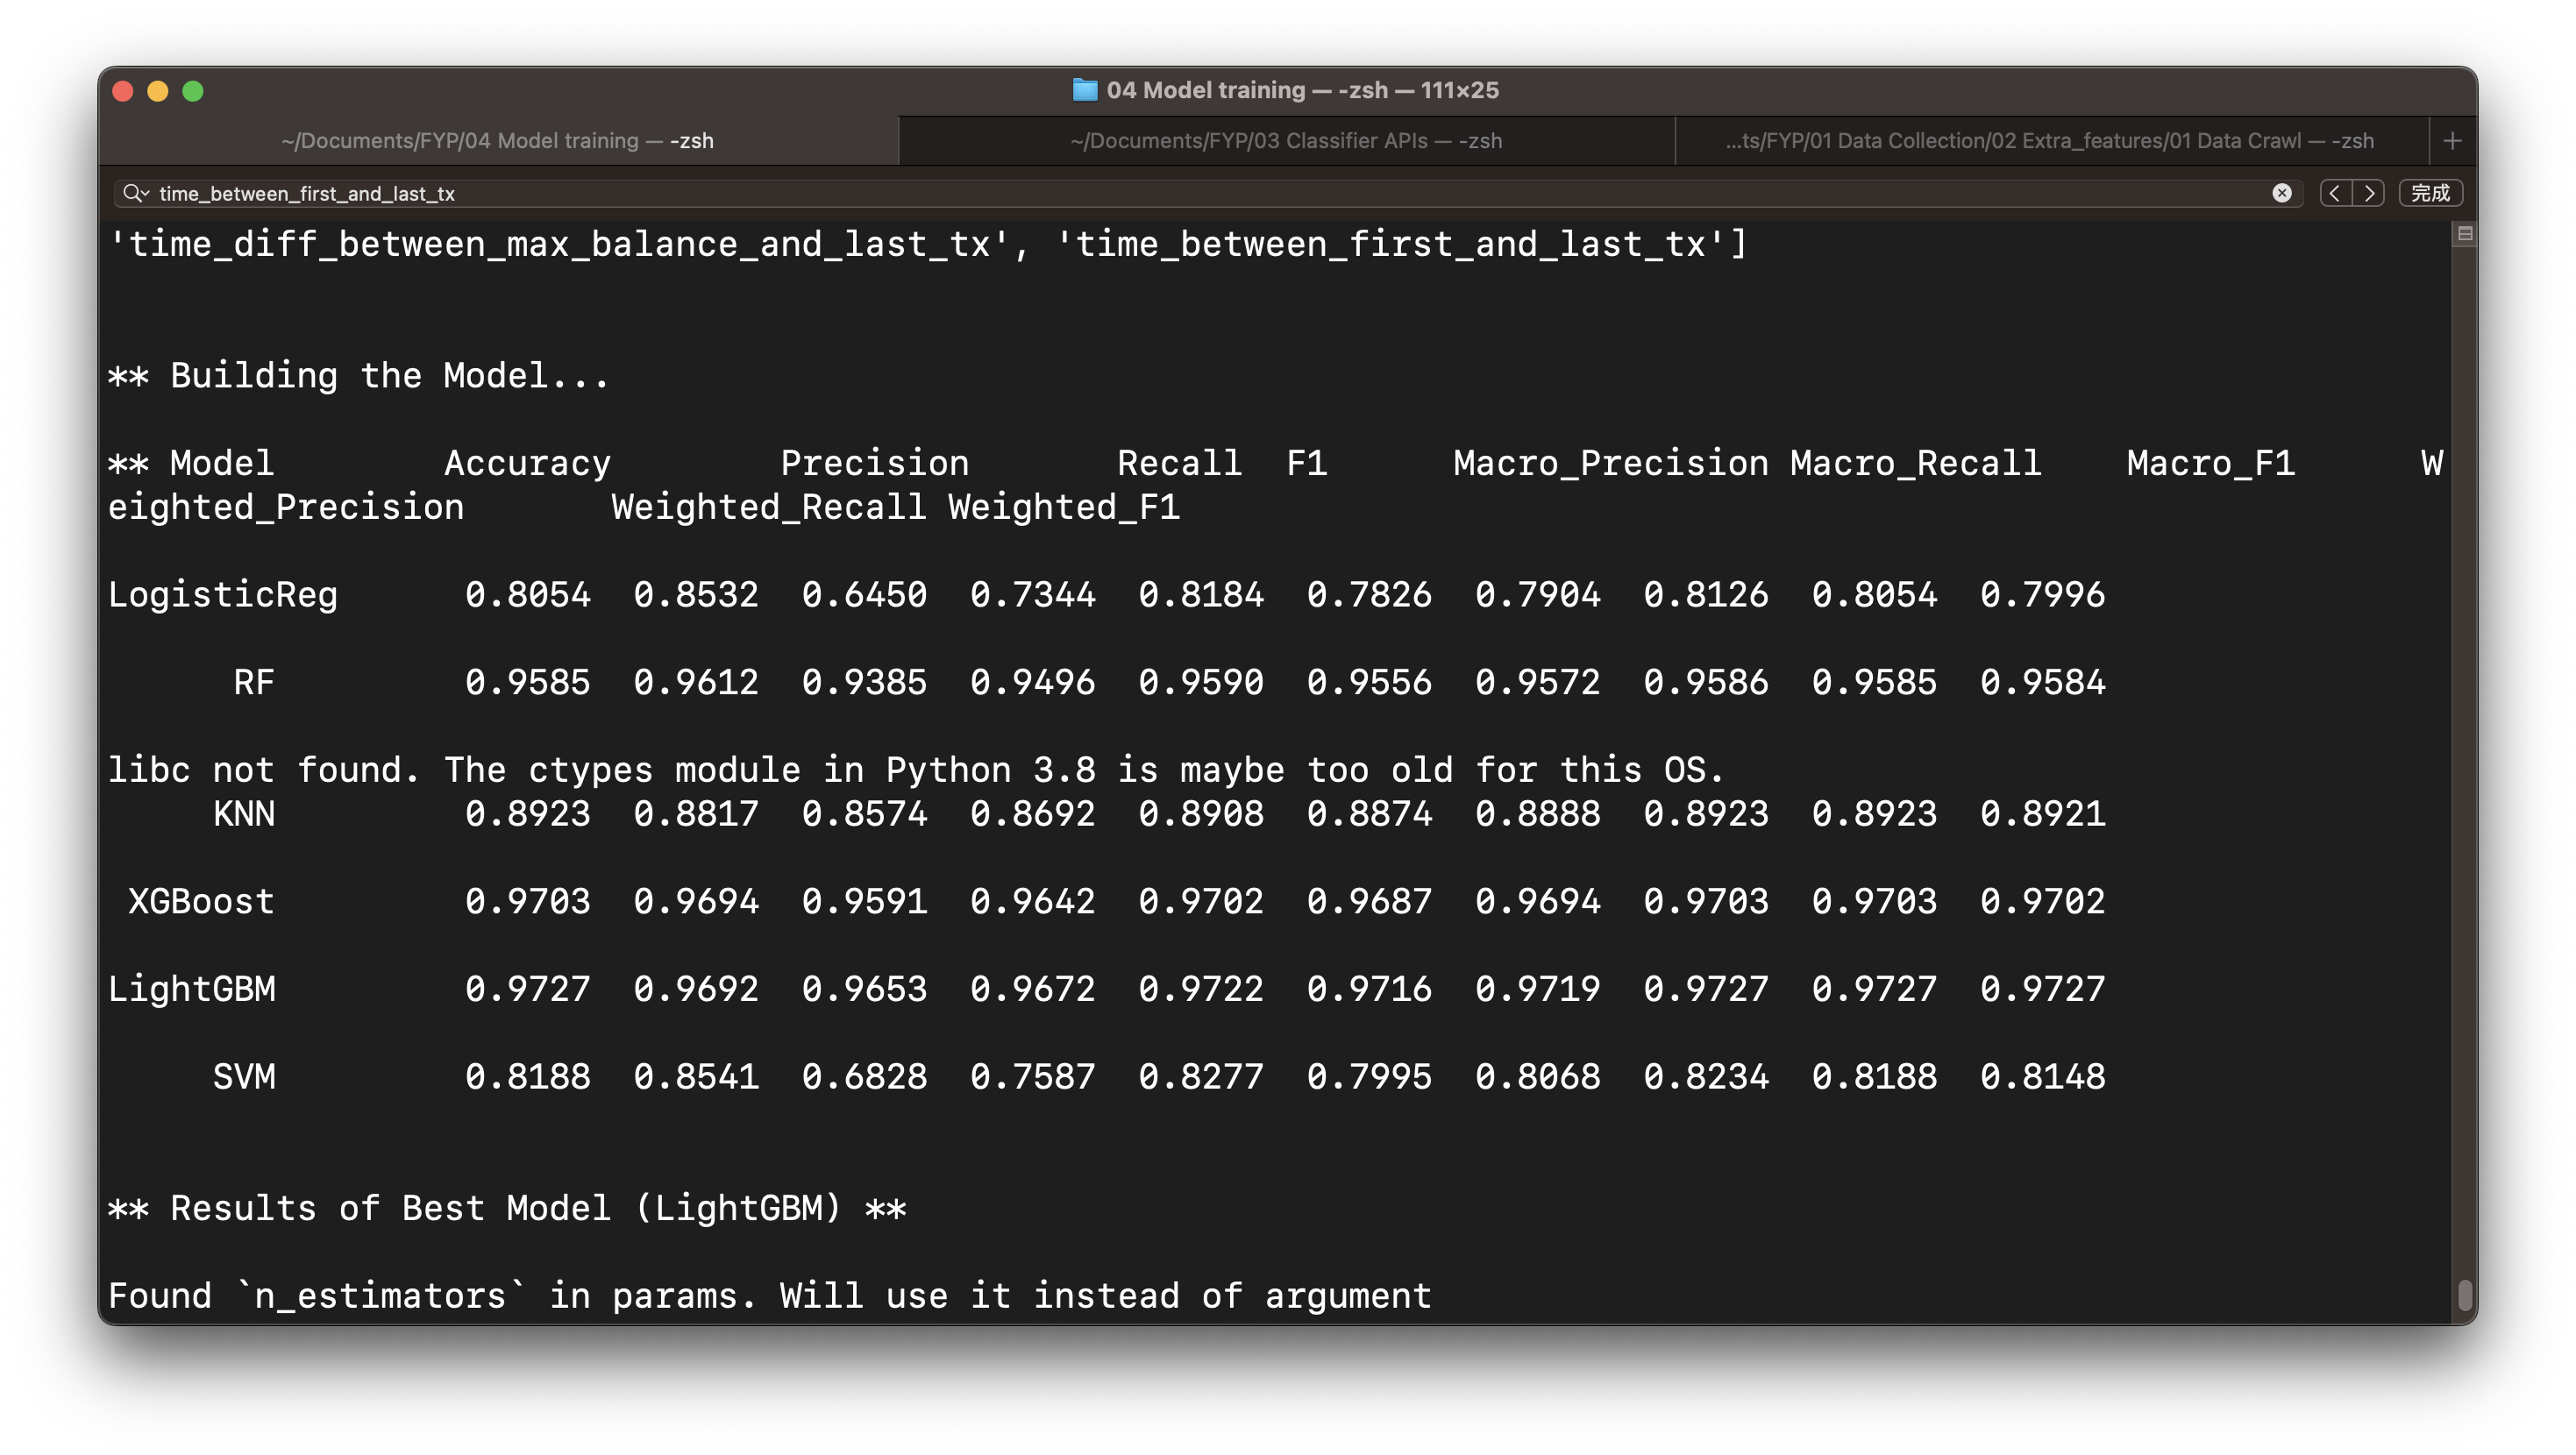 04 Model training — -zsh — 111×25
~/Documents/FYP/04 Model training — -zsh
~/Documents/FYP/03 Classifier APIs — -zsh
...ts/FYP/01 Data Collection/02 Extra_features/01 Data Crawl — -zsh
time_between_first_and_last_tx
完成
'time_diff_between_max_balance_and_last_tx', 'time_between_first_and_last_tx']
** Building the Model...
** Model Accuracy Precision Recall F1 Macro_Precision Macro_Recall Macro_F1 W
eighted_Precision Weighted_Recall Weighted_F1
LogisticReg 0.8054 0.8532 0.6450 0.7344 0.8184 0.7826 0.7904 0.8126 0.8054 0.7996
RF 0.9585 0.9612 0.9385 0.9496 0.9590 0.9556 0.9572 0.9586 0.9585 0.9584
libc not found. The ctypes module in Python 3.8 is maybe too old for this OS.
KNN 0.8923 0.8817 0.8574 0.8692 0.8908 0.8874 0.8888 0.8923 0.8923 0.8921
XGBoost 0.9703 0.9694 0.9591 0.9642 0.9702 0.9687 0.9694 0.9703 0.9703 0.9702
LightGBM 0.9727 0.9692 0.9653 0.9672 0.9722 0.9716 0.9719 0.9727 0.9727 0.9727
SVM 0.8188 0.8541 0.6828 0.7587 0.8277 0.7995 0.8068 0.8234 0.8188 0.8148
** Results of Best Model (LightGBM) **
Found `n_estimators` in params. Will use it instead of argument